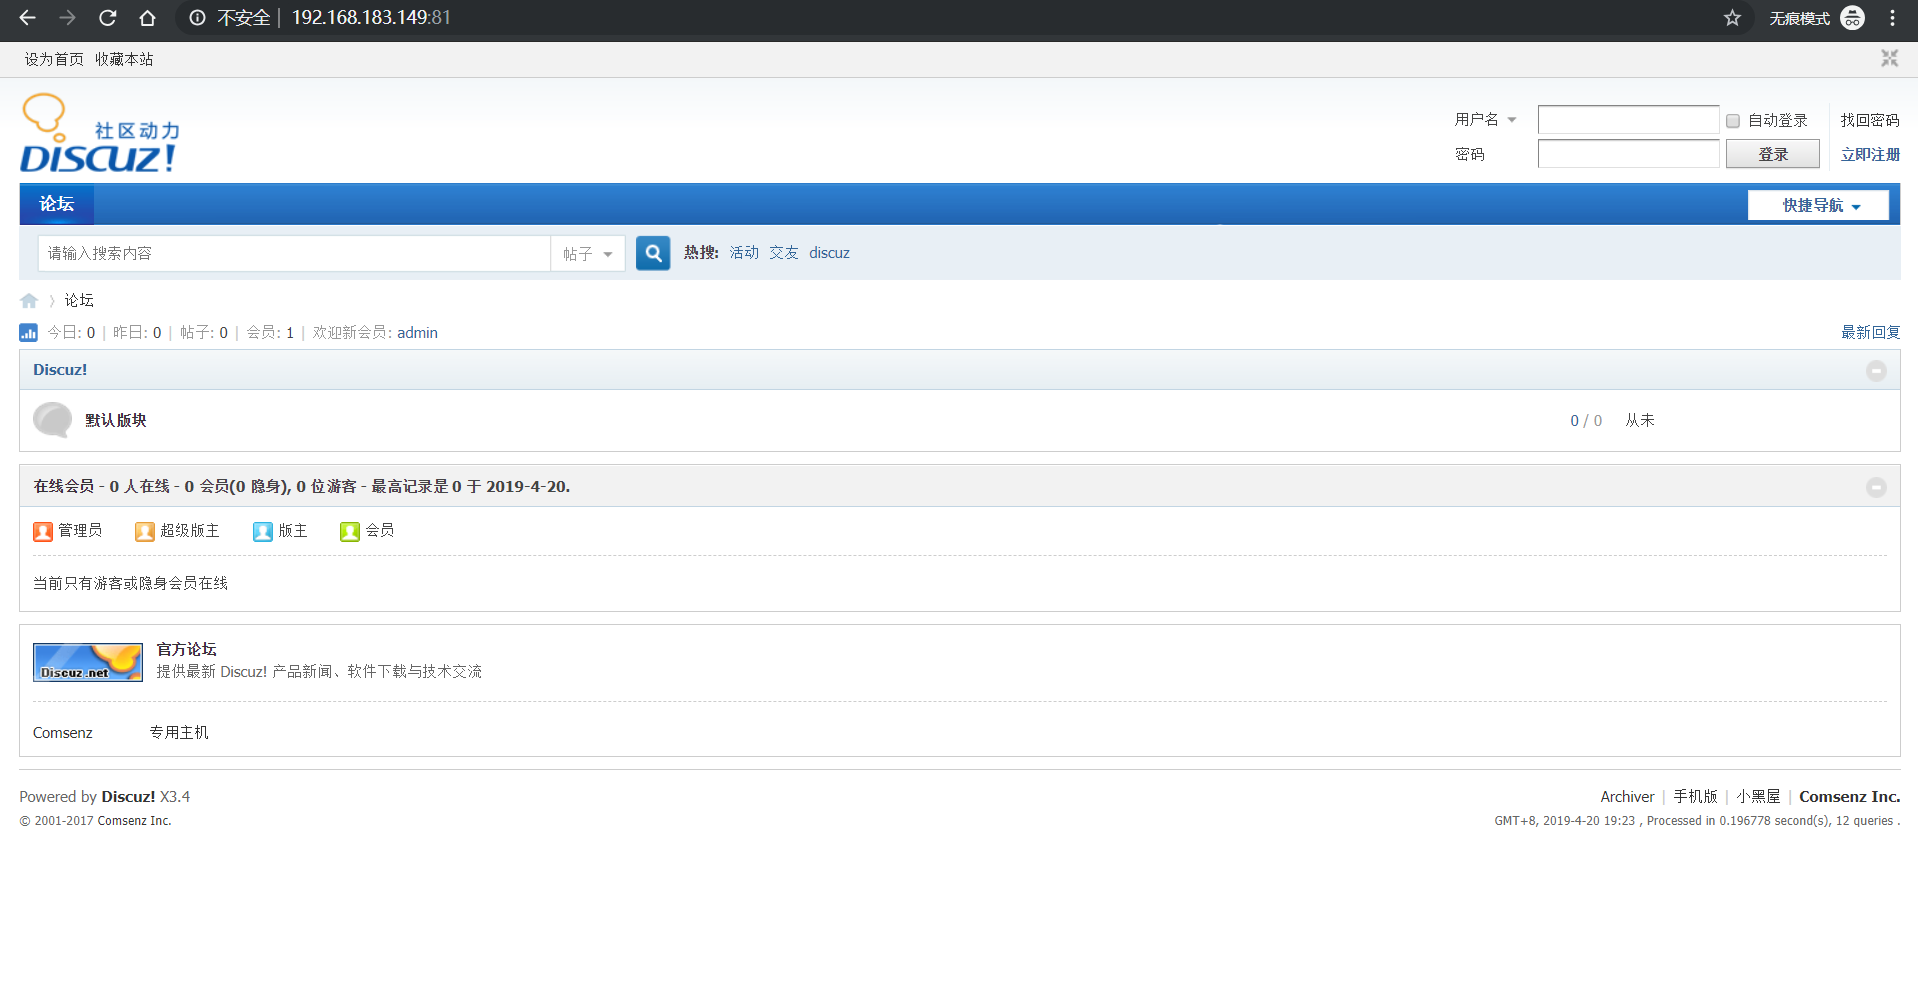 不安全 192.168.183.149:81 无痕模式
设为首页 收藏本站
社区动力
DISCUZ!
用户名 自动登录 找回密码
密码 登录 立即注册
论坛 快捷导航
请输入搜索内容 帖子 热搜: 活动 交友 discuz
论坛
今日: 0 | 昨日: 0 | 帖子: 0 | 会员: 1 | 欢迎新会员: admin 最新回复
Discuz!
默认版块 0 / 0 从未
在线会员 - 0 人在线 - 0 会员(0 隐身), 0 位游客 - 最高记录是 0 于 2019-4-20.
管理员 超级版主 版主 会员
当前只有游客或隐身会员在线
官方论坛
Discuz.net 提供最新 Discuz! 产品新闻、软件下载与技术交流
Comsenz 专用主机
Powered by Discuz! X3.4 Archiver | 手机版 | 小黑屋 | Comsenz Inc.
© 2001-2017 Comsenz Inc. GMT+8, 2019-4-20 19:23 , Processed in 0.196778 second(s), 12 queries .